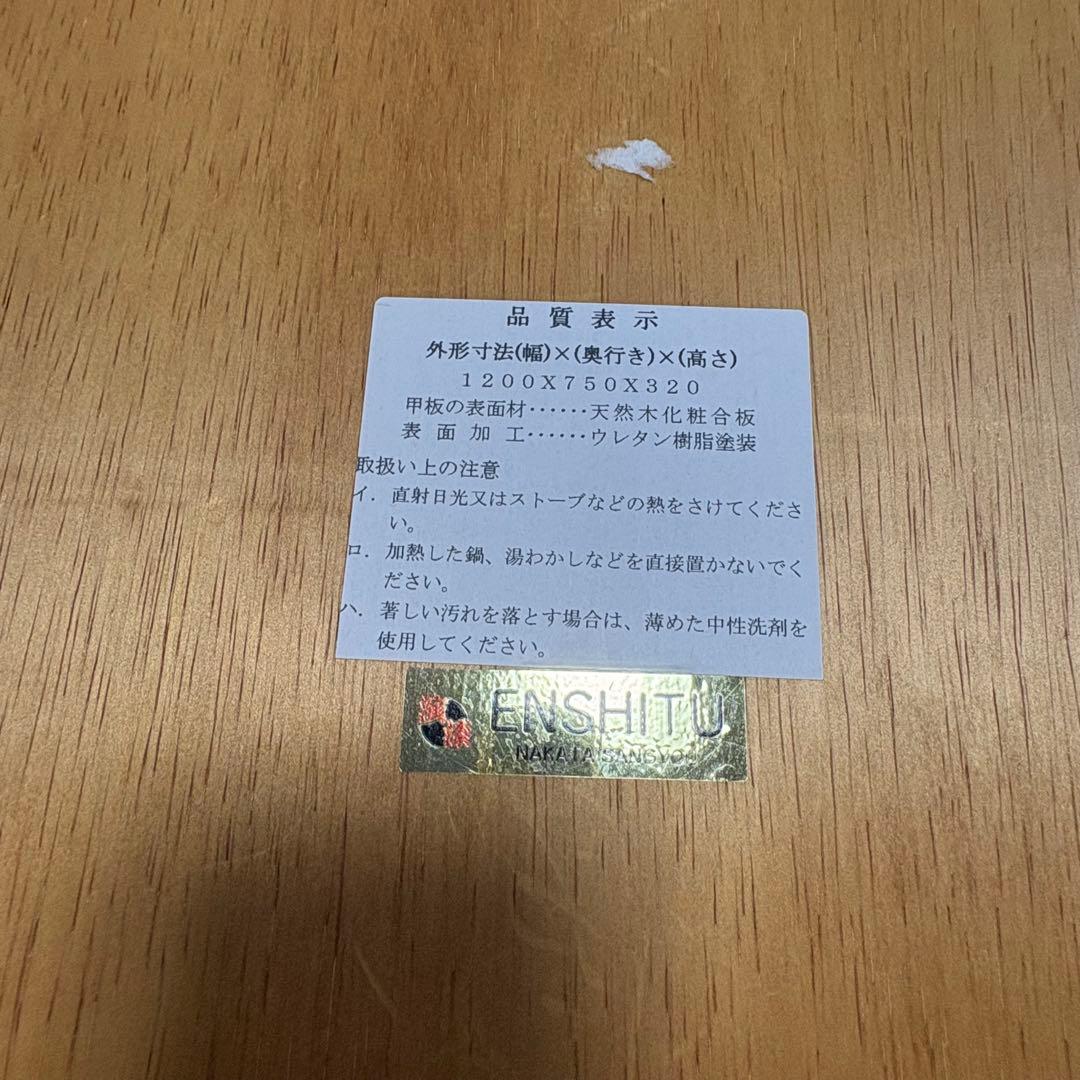 品質表示
外形寸法(幅)×(奥行き)×(高さ)
1200X750X320
甲板の表面材······天然木化粧合板
表面加工······ウレタン樹脂塗装
取扱い上の注意
イ. 直射日光又はストーブなどの熱をさけてくださ
い。
ロ. 加熱した鍋、湯わかしなどを直接置かないでく
ださい。
ハ. 著しい汚れを落とす場合は、薄めた中性洗剤を
使用してください。
ENSHITU
NAKATA SANGYOU